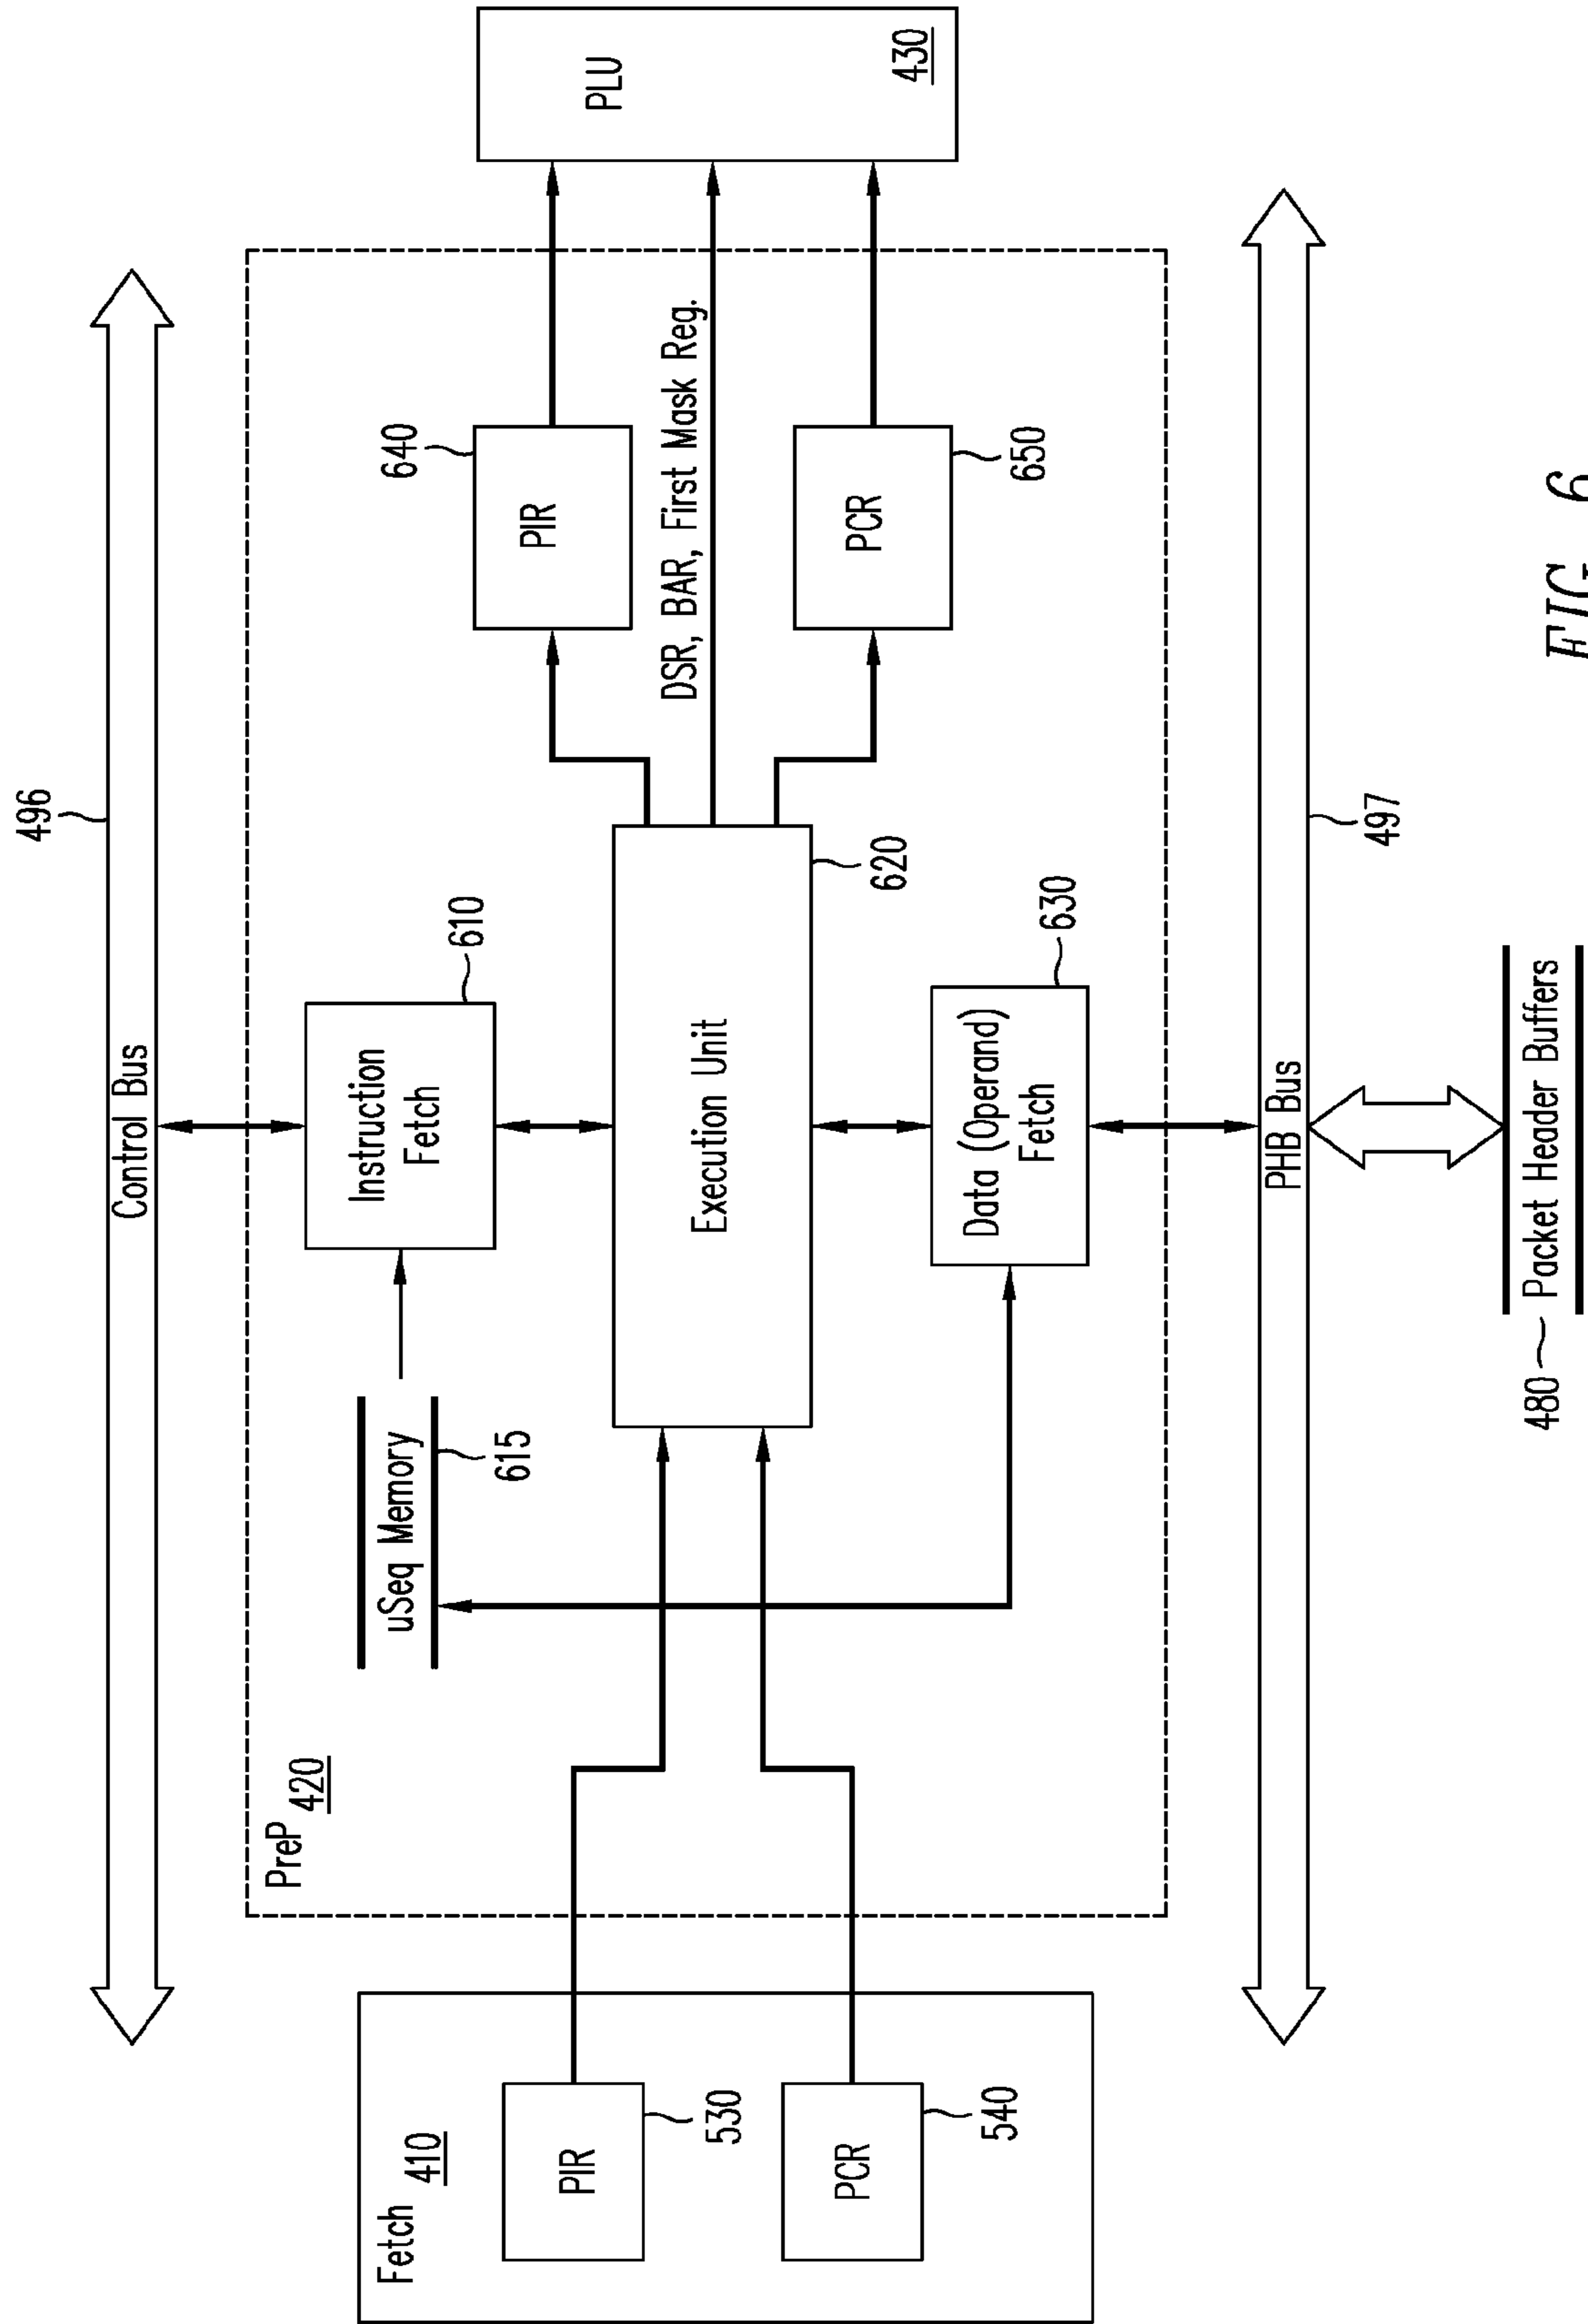 496
Control Bus
PreP
420
uSeq Memory
615
Instruction
Fetch
610
Fetch
410
PIR
530
PCR
540
Execution Unit
620
Data (Operand)
Fetch
630
640
PIR
DSR, BAR, First Mask Reg.
PCR
650
PLU
430
PHB Bus
497
480
Packet Header Buffers
FIG. 6